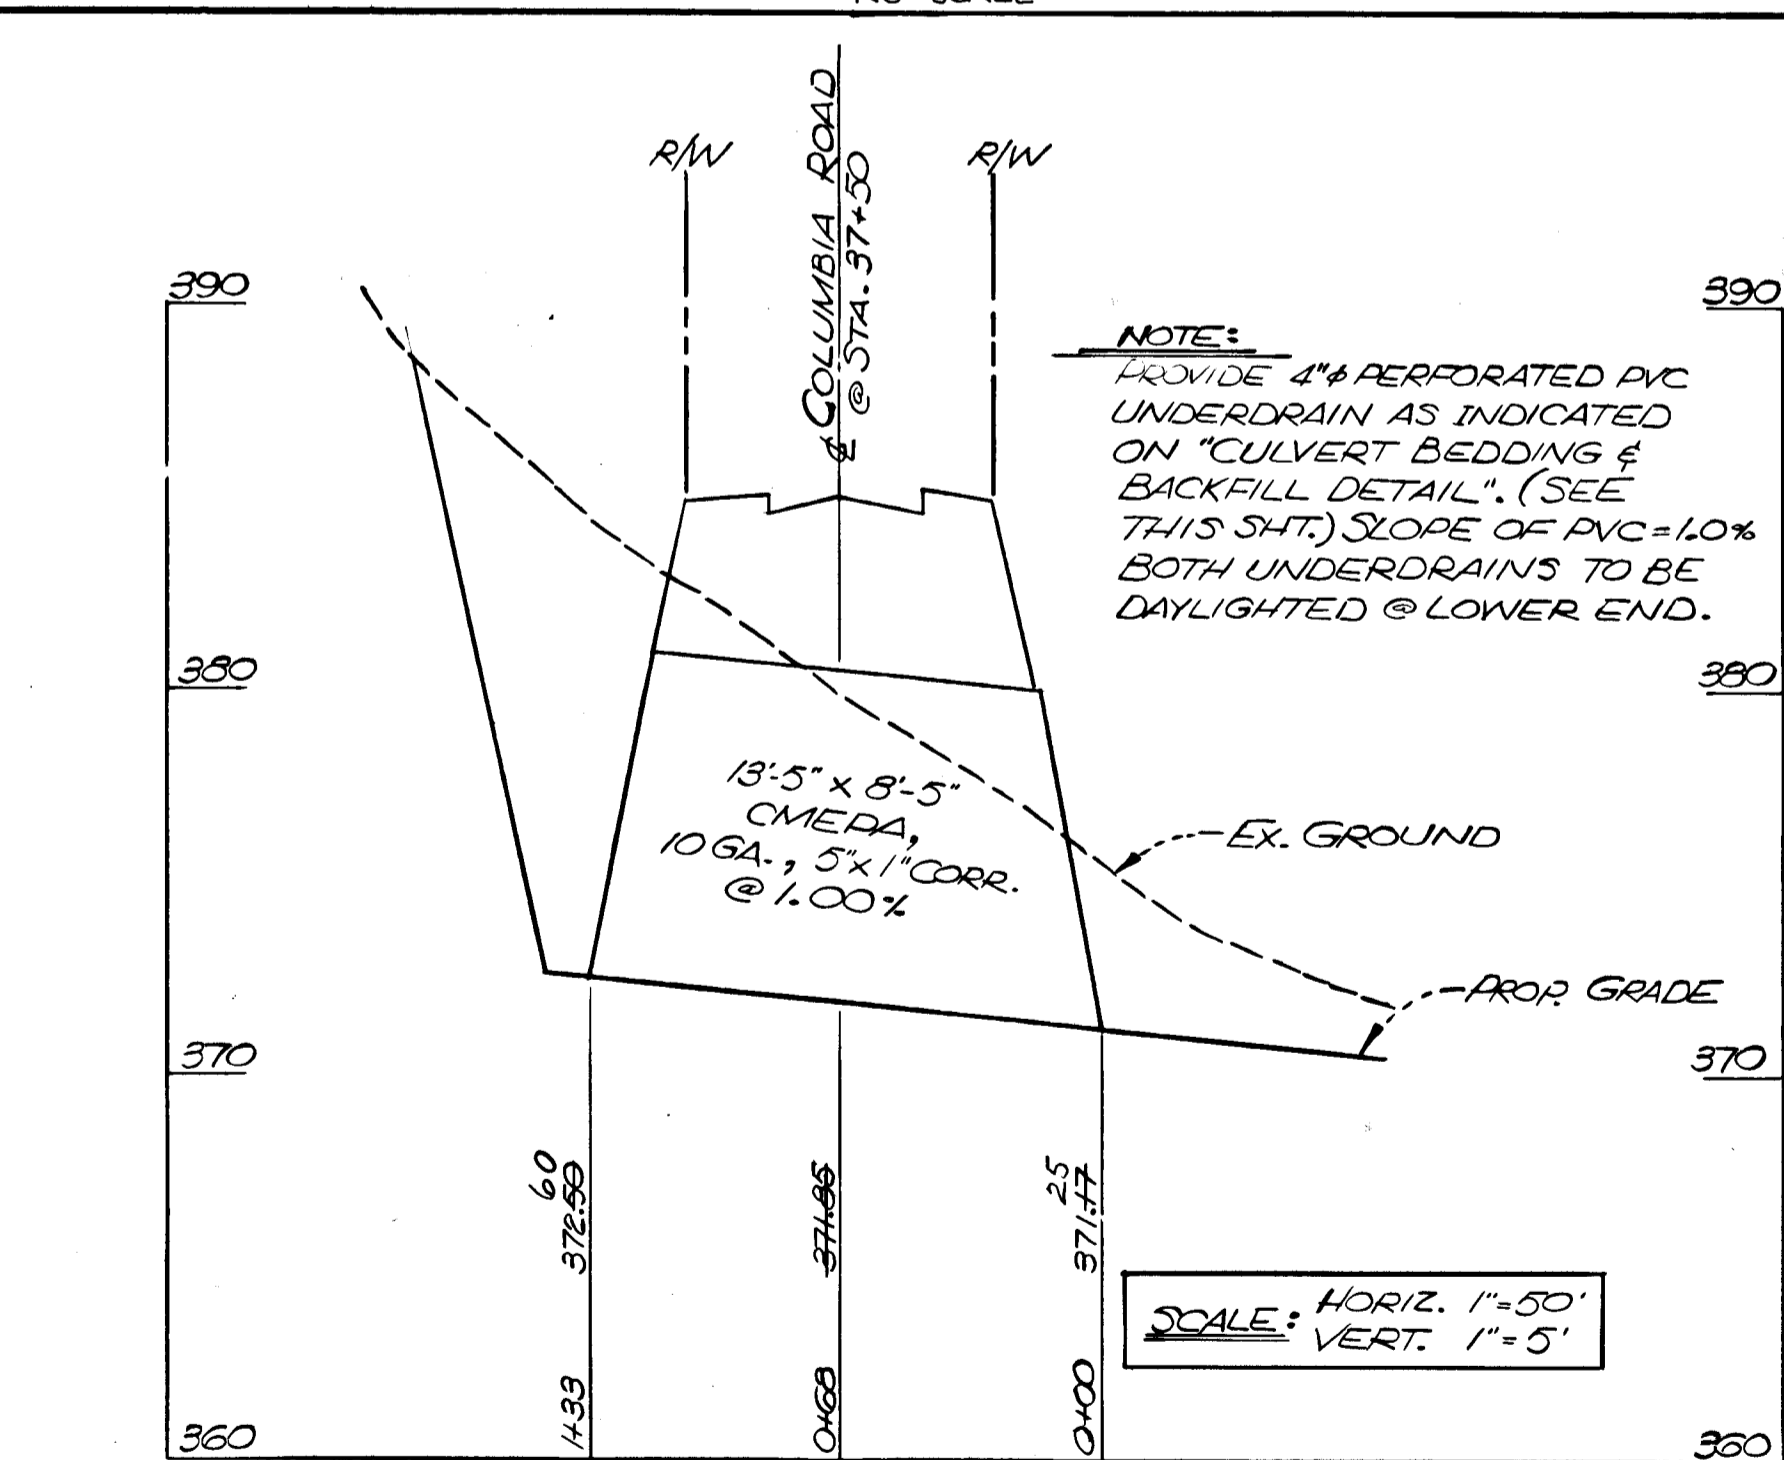 R/W
℄ COLUMBIA ROAD
@ STA. 37+50
R/W
390
390
NOTE:
PROVIDE 4"φ PERFORATED PVC
UNDERDRAIN AS INDICATED
ON "CULVERT BEDDING &
BACKFILL DETAIL". (SEE
THIS SHT.) SLOPE OF PVC=1.0%
BOTH UNDERDRAINS TO BE
DAYLIGHTED @ LOWER END.
380
380
13'-5" x 8'-5"
CMEPA,
10 GA., 5"x1" CORR.
@ 1.00%
EX. GROUND
PROP. GRADE
370
370
60
372.50
371.85
25
371.17
SCALE: HORIZ. 1"=50'
VERT. 1"=5'
1+33
0+68
0+00
360
360